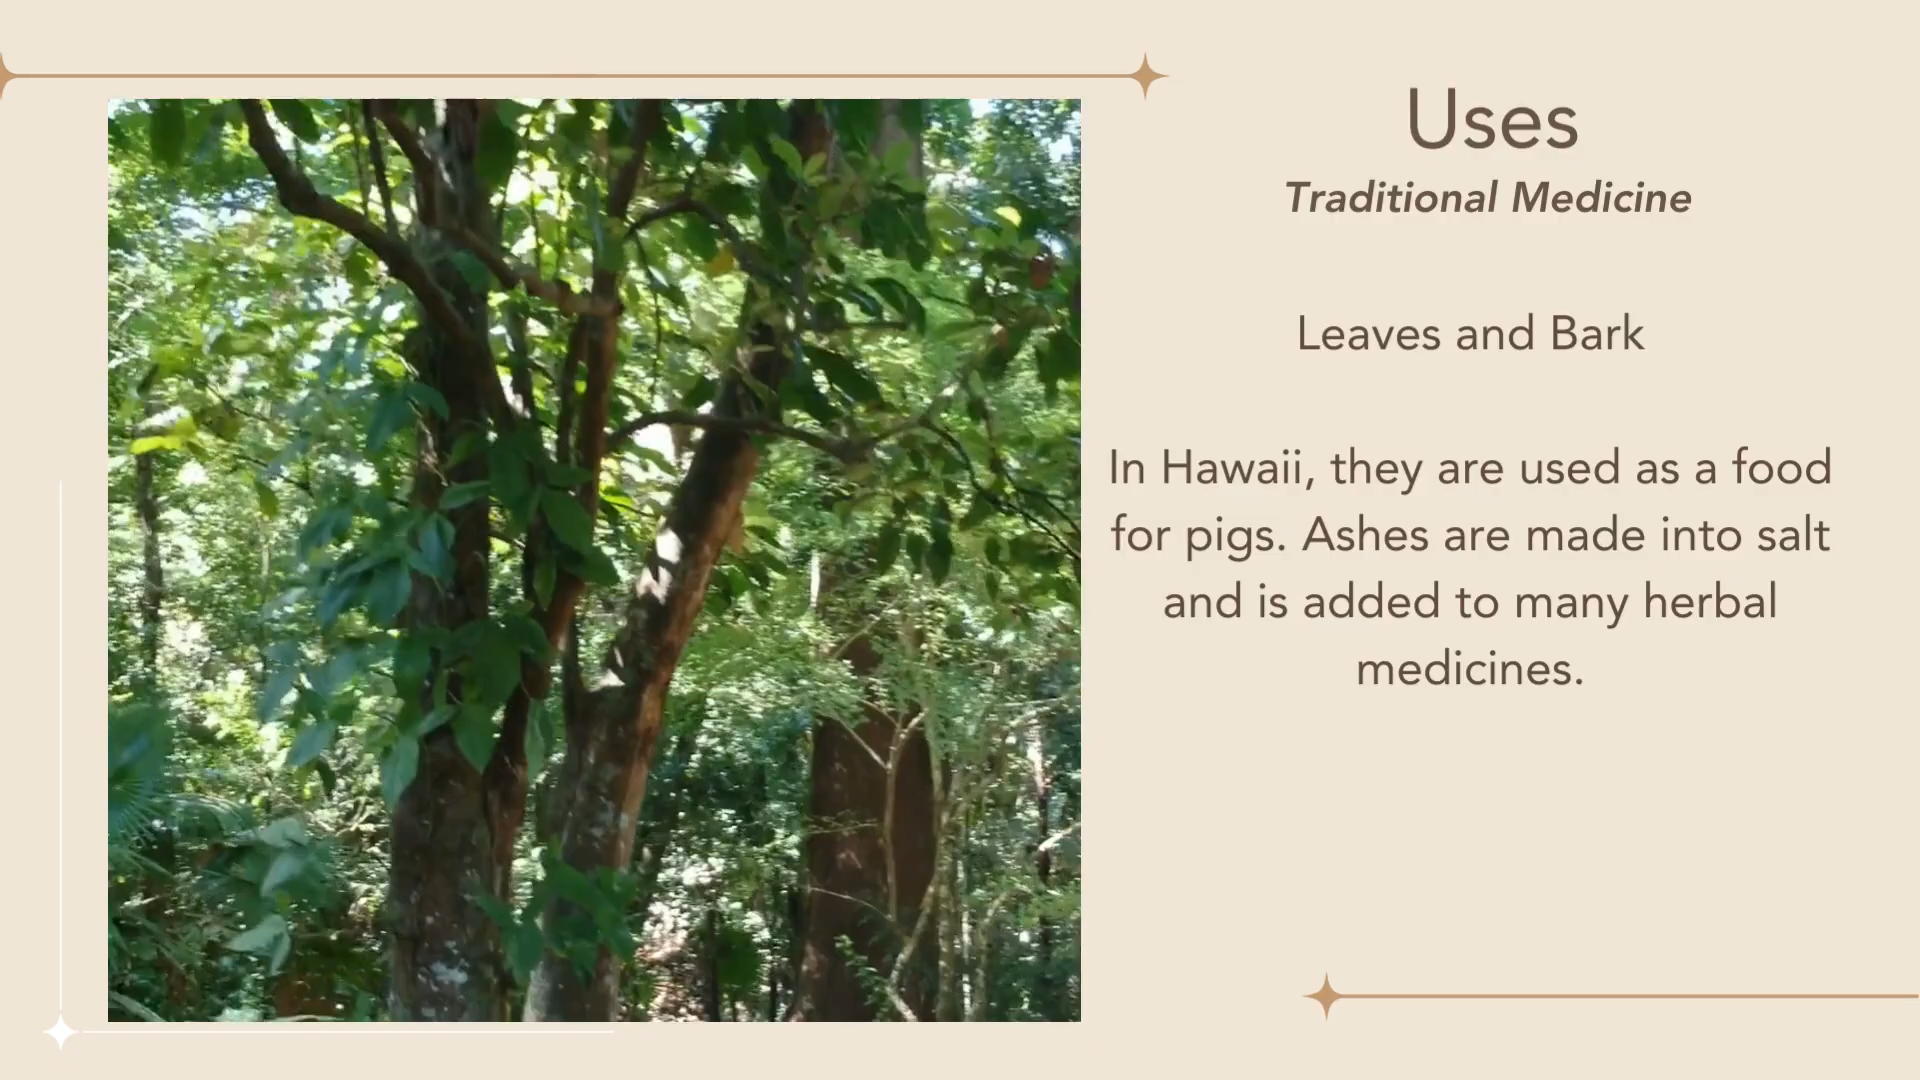 Uses
Traditional Medicine
Leaves and Bark
In Hawaii, they are used as a food
for pigs. Ashes are made into salt
and is added to many herbal
medicines.